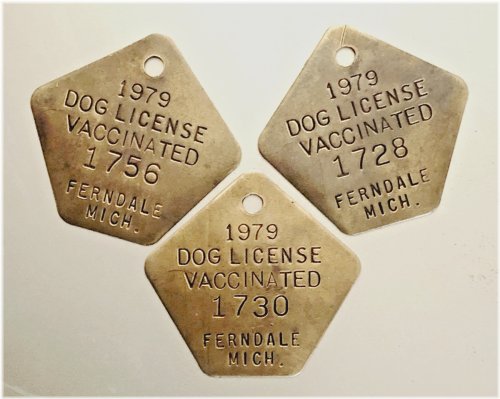 1979
DOG LICENSE
VACCINATED
1756
FERNDALE
MICH.
1979
DOG LICENSE
VACCINATED
1728
FERNDALE
MICH.
1979
DOG LICENSE
VACCINATED
1730
FERNDALE
MICH.